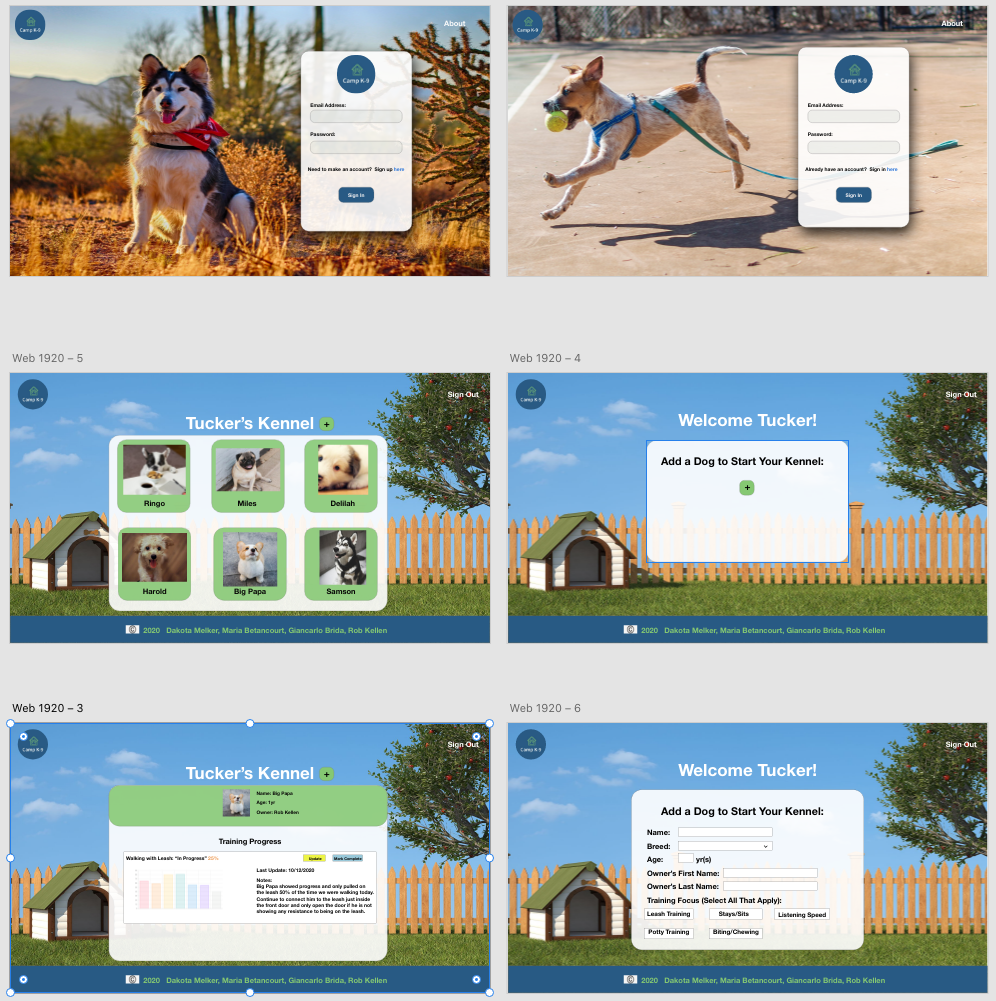 Camp K-9
About
Camp K-9
Email Address:
Password:
Need to make an account? Sign up here
Sign In
Camp K-9
About
Camp K-9
Email Address:
Password:
Already have an account? Sign in here
Sign In
Web 1920 – 5
Camp K-9
Sign Out
Tucker's Kennel +
Ringo
Miles
Delilah
Harold
Big Papa
Samson
© 2020 Dakota Melker, Maria Betancourt, Giancarlo Brida, Rob Kellen
Web 1920 – 4
Camp K-9
Sign Out
Welcome Tucker!
Add a Dog to Start Your Kennel:
+
© 2020 Dakota Melker, Maria Betancourt, Giancarlo Brida, Rob Kellen
Web 1920 – 3
Camp K-9
Sign Out
Tucker's Kennel +
Name: Big Papa
Age: 1yr
Owner: Rob Kellen
Training Progress
Walking with Leash: "In Progress" 25%
Update
Mark Complete
Last Update: 10/12/2020
Notes:
Big Papa showed progress and only pulled on
the leash 50% of the time we were walking today.
Continue to connect him to the leash just inside
the front door and only open the door if he is not
showing any resistance to being on the leash.
© 2020 Dakota Melker, Maria Betancourt, Giancarlo Brida, Rob Kellen
Web 1920 – 6
Camp K-9
Sign Out
Welcome Tucker!
Add a Dog to Start Your Kennel:
Name:
Breed:
Age: yr(s)
Owner's First Name:
Owner's Last Name:
Training Focus (Select All That Apply):
Leash Training
Stays/Sits
Listening Speed
Potty Training
Biting/Chewing
© 2020 Dakota Melker, Maria Betancourt, Giancarlo Brida, Rob Kellen